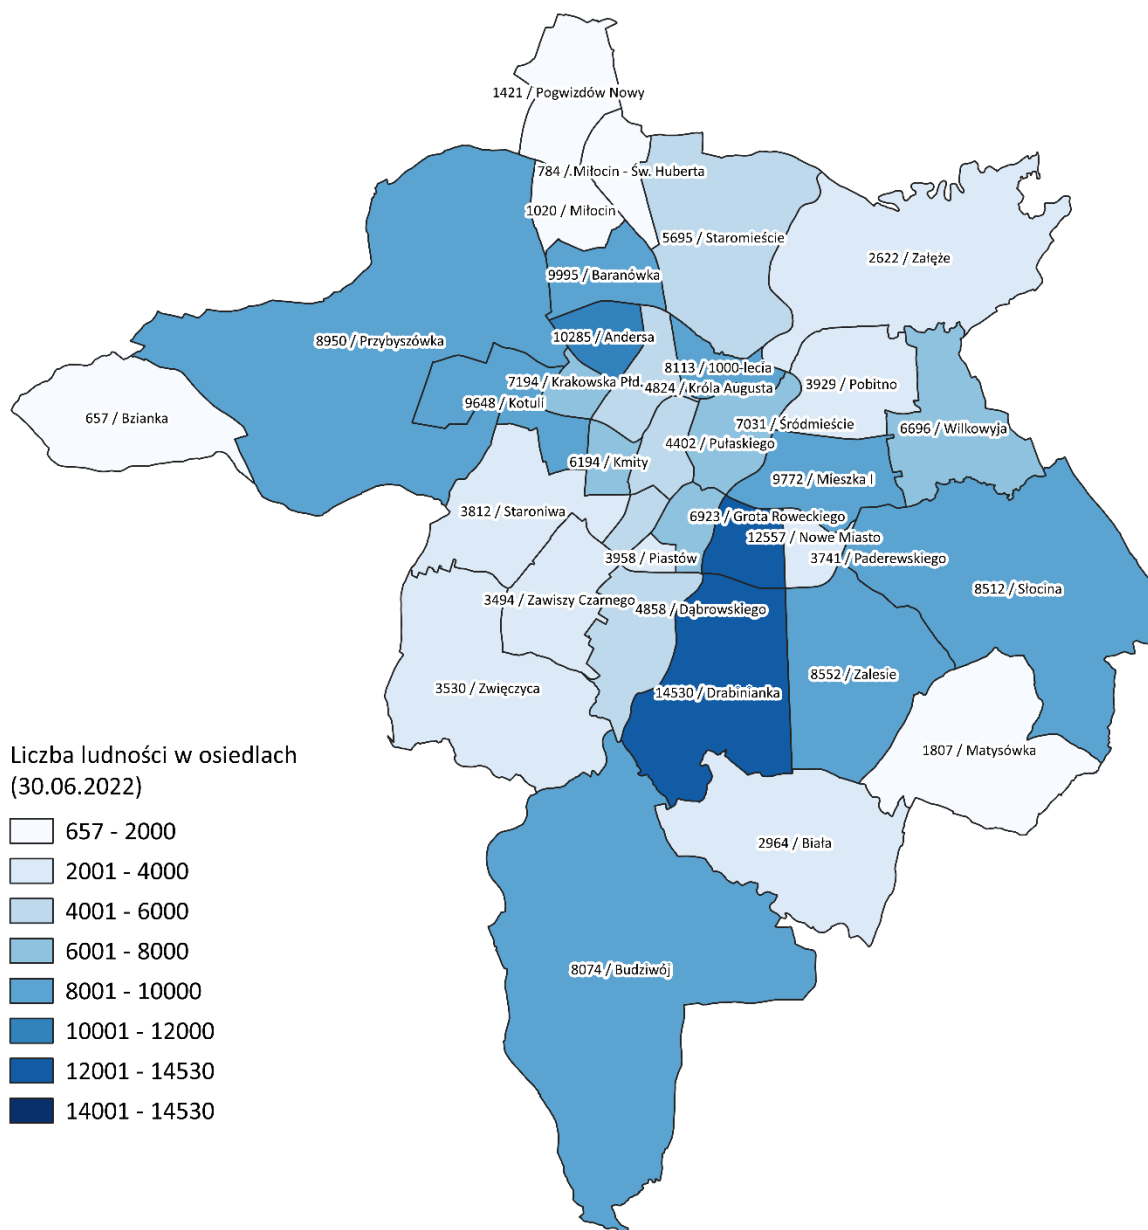 1421 / Pogwizdów Nowy
784 / Miłocin - Św. Huberta
1020 / Miłocin
5695 / Staromieście
2622 / Załęże
9995 / Baranówka
10285 / Andersa
8950 / Przybyszówka
8113 / 1000-lecia
7194 / Krakowska Płd.
4824 / Króla Augusta
3929 / Pobitno
9648 / Kotuli
657 / Bzianka
7031 / Śródmieście
6696 / Wilkowyja
4402 / Pułaskiego
6194 / Kmity
9772 / Mieszka I
3812 / Staroniwa
6923 / Grota Roweckiego
12557 / Nowe Miasto
3958 / Piastów
3741 / Paderewskiego
8512 / Słocina
3494 / Zawiszy Czarnego
4858 / Dąbrowskiego
8552 / Zalesie
3530 / Zwięczyca
14530 / Drabinianka
1807 / Matysówka
2964 / Biała
8074 / Budziwój
Liczba ludności w osiedlach
(30.06.2022)
657 - 2000
2001 - 4000
4001 - 6000
6001 - 8000
8001 - 10000
10001 - 12000
12001 - 14530
14001 - 14530